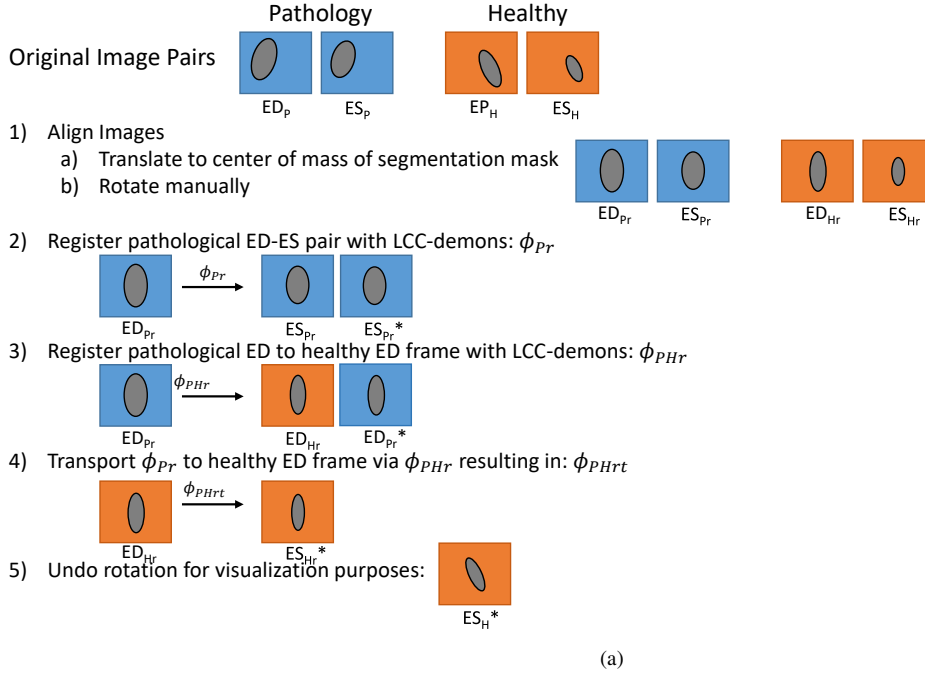 Pathology Healthy
Original Image Pairs
ED_P ES_P EP_H ES_H
1) Align Images
a) Translate to center of mass of segmentation mask
b) Rotate manually
ED_Pr ES_Pr ED_Hr ES_Hr
2) Register pathological ED-ES pair with LCC-demons: ϕ_Pr
ϕ_Pr
ED_Pr ES_Pr ES_Pr*
3) Register pathological ED to healthy ED frame with LCC-demons: ϕ_PHr
ϕ_PHr
ED_Pr ED_Hr ED_Pr*
4) Transport ϕ_Pr to healthy ED frame via ϕ_PHr resulting in: ϕ_PHrt
ϕ_PHrt
ED_Hr ES_Hr*
5) Undo rotation for visualization purposes:
ES_H*
(a)